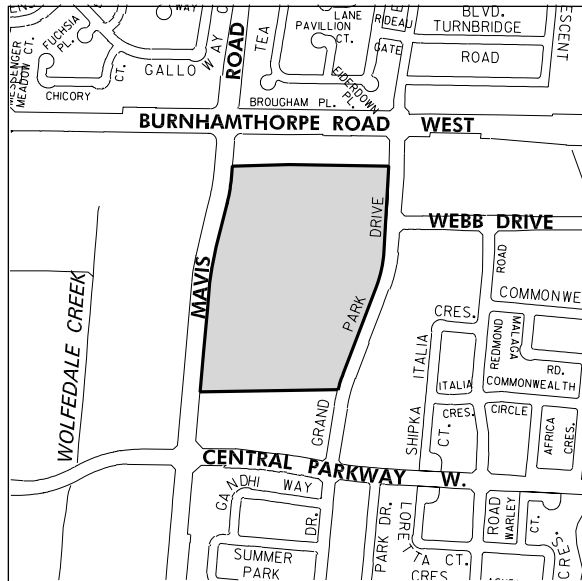 MESSENGER
MEADOW CT.
FUCHSIA
PL.
CHICORY
CT.
GALLO
WAY C
WAY
ROAD
TEA
LANE
PAVILLION
CT.
BROUGHAM PL.
EIDERDOWN
PL.
RIDEAU
GATE
BLVD.
TURNBRIDGE
ROAD
ESCENT
BURNHAMTHORPE ROAD WEST
WEBB DRIVE
MAVIS
PARK
DRIVE
GRAND
WOLFEDALE CREEK
ROAD
COMMONWE
CRES.
REDMOND
MALAGA
RD.
COMMONWEALTH
ITALIA
SHIPKA
ITALIA
CRES.
CIRCLE
CT.
AFRICA
CRES.
CENTRAL PARKWAY W.
GANDHI WAY
DR.
SUMMER
PARK
PARK DR.
LORETTA CT.
CRES
ROAD
WARLEY
CT.
CRES.